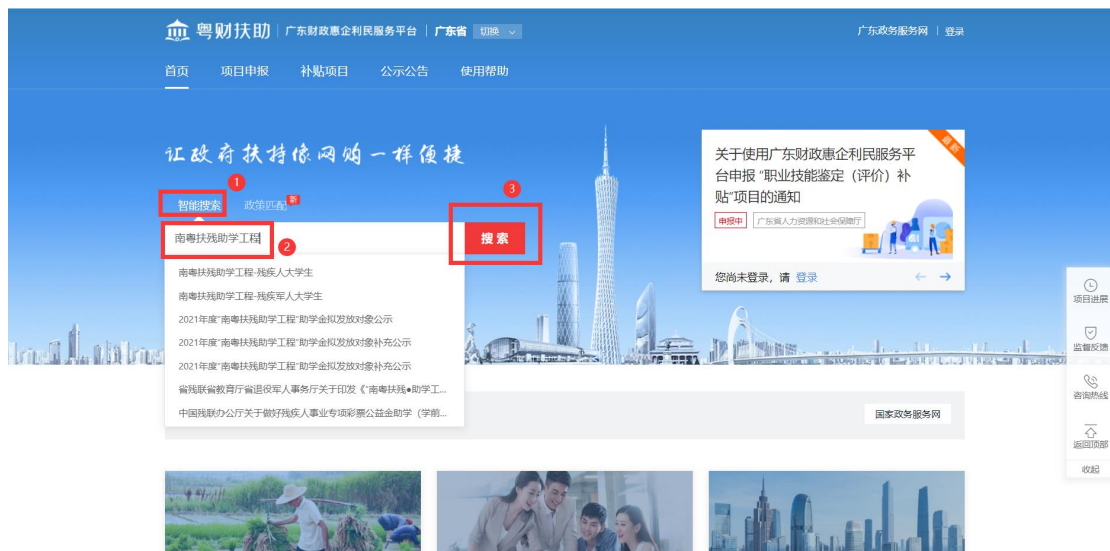 粤财扶助 广东财政惠企利民服务平台 广东省 切换
广东政务服务网 登录
首页 项目申报 补贴项目 公示公告 使用帮助
让政府扶持像网购一样便捷
1
智能搜索 政策匹配 新
3
南粤扶残助学工程
2
搜索
南粤扶残助学工程-残疾人大学生
南粤扶残助学工程-残疾军人大学生
2021年度"南粤扶残助学工程"助学金拟发放对象公示
2021年度"南粤扶残助学工程"助学金拟发放对象补充公示
2021年度"南粤扶残助学工程"助学金拟发放对象补充公示
省残联省教育厅省退役军人事务厅关于印发《"南粤扶残●助学工...
中国残联办公厅关于做好残疾人事业专项彩票公益金助学（学前...
最新
关于使用广东财政惠企利民服务平
台申报 "职业技能鉴定（评价）补
贴"项目的通知
申报中 广东省人力资源和社会保障厅
您尚未登录，请 登录
国家政务服务网
项目进展
监督反馈
咨询热线
返回顶部
收起